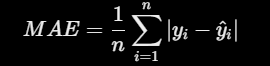 MAE = \frac{1}{n} \sum_{i=1}^{n} |y_i - \hat{y}_i|